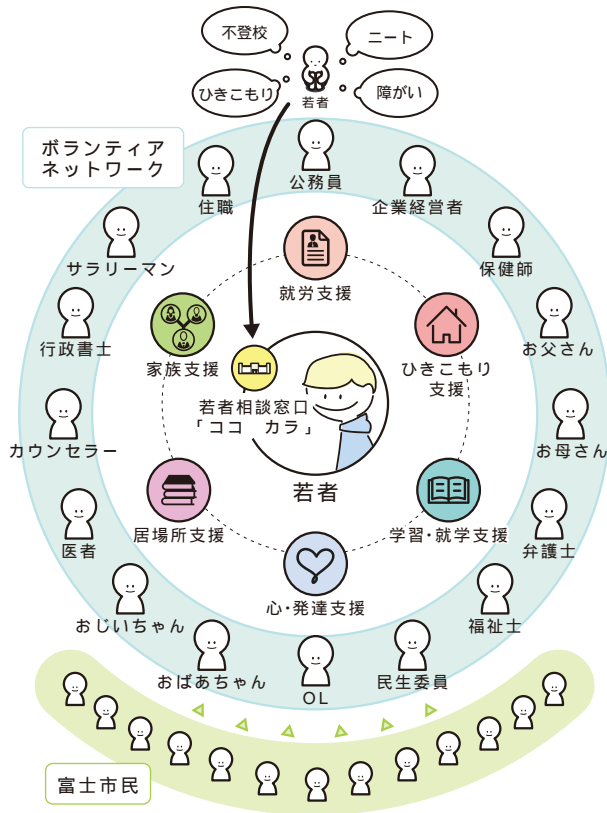 不登校
ニート
ひきこもり
障がい
若者
ボランティア
ネットワーク
公務員
住職
企業経営者
サラリーマン
保健師
就労支援
行政書士
お父さん
家族支援
ひきこもり
支援
若者相談窓口
「ココ カラ」
カウンセラー
お母さん
若者
医者
居場所支援
学習・就学支援
弁護士
心・発達支援
おじいちゃん
福祉士
おばあちゃん
OL
民生委員
富士市民